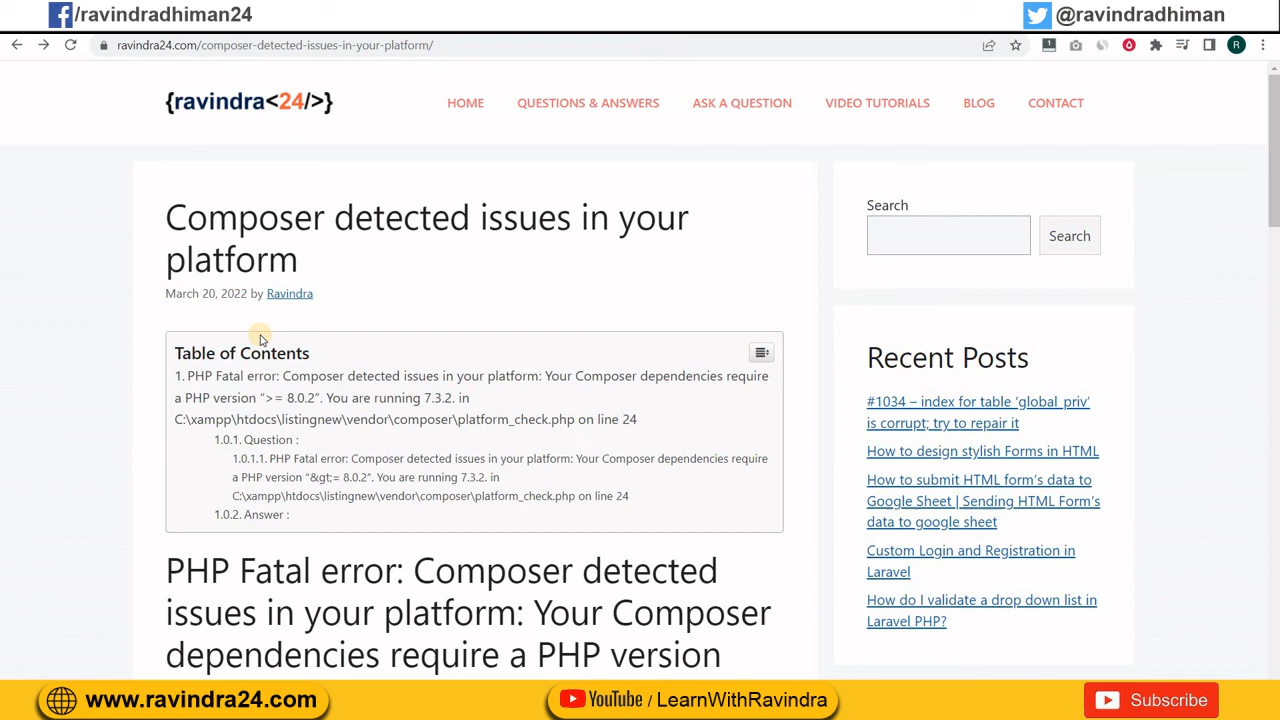 /ravindradhiman24
@ravindradhiman
ravindra24.com/composer-detected-issues-in-your-platform/
1
R
{ravindra<24/>}
HOME
QUESTIONS & ANSWERS
ASK A QUESTION
VIDEO TUTORIALS
BLOG
CONTACT
Composer detected issues in your
platform
March 20, 2022 by Ravindra
Table of Contents
1. PHP Fatal error: Composer detected issues in your platform: Your Composer dependencies require
a PHP version “>= 8.0.2”. You are running 7.3.2. in
C:\xampp\htdocs\listingnew\vendor\composer\platform_check.php on line 24
1.0.1. Question :
1.0.1.1. PHP Fatal error: Composer detected issues in your platform: Your Composer dependencies require
a PHP version “&gt;= 8.0.2”. You are running 7.3.2. in
C:\xampp\htdocs\listingnew\vendor\composer\platform_check.php on line 24
1.0.2. Answer :
PHP Fatal error: Composer detected
issues in your platform: Your Composer
dependencies require a PHP version
Search
Search
Recent Posts
#1034 – index for table ‘global_priv’
is corrupt; try to repair it
How to design stylish Forms in HTML
How to submit HTML form’s data to
Google Sheet | Sending HTML Form’s
data to google sheet
Custom Login and Registration in
Laravel
How do I validate a drop down list in
Laravel PHP?
www.ravindra24.com
YouTube / LearnWithRavindra
Subscribe